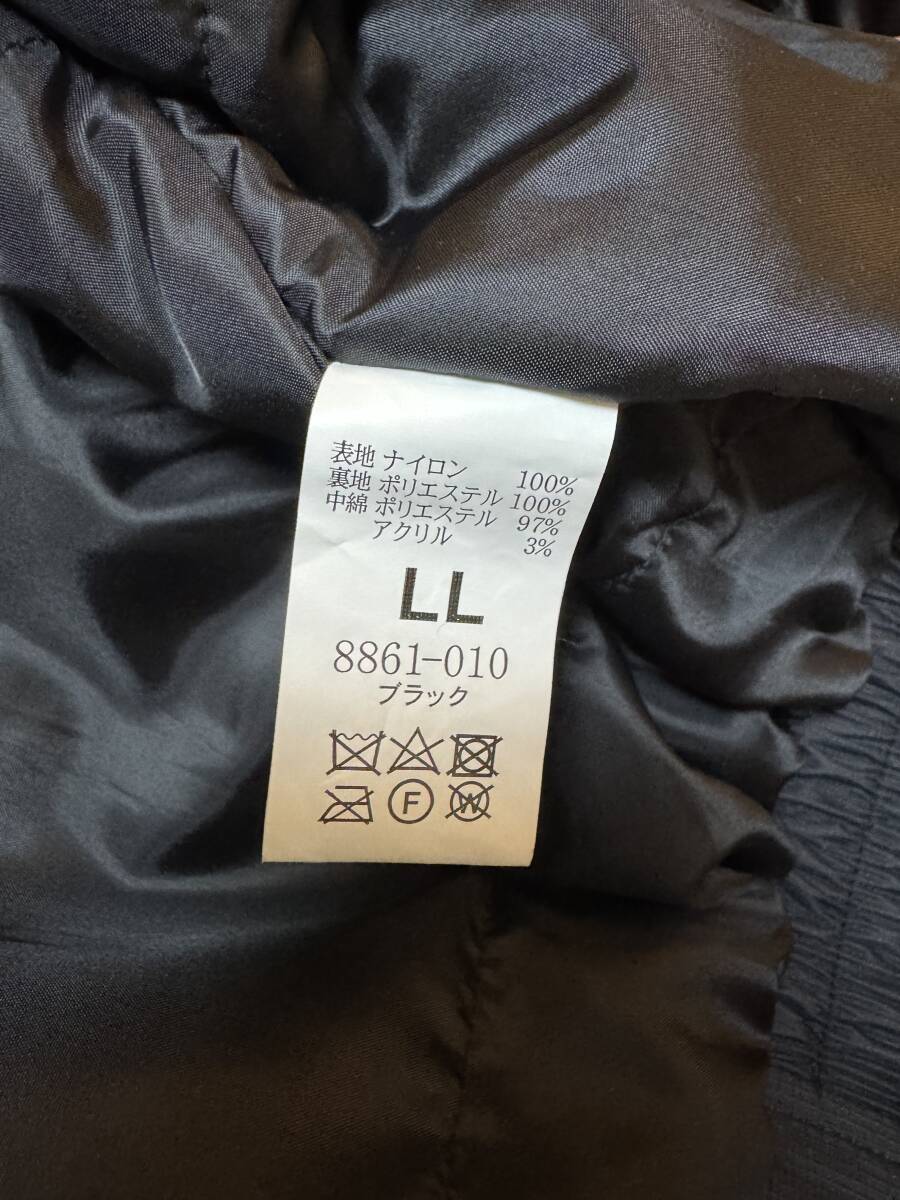 表地 ナイロン 100%
裏地 ポリエステル 100%
中綿 ポリエステル 97%
アクリル 3%
LL
8861-010
ブラック
F W